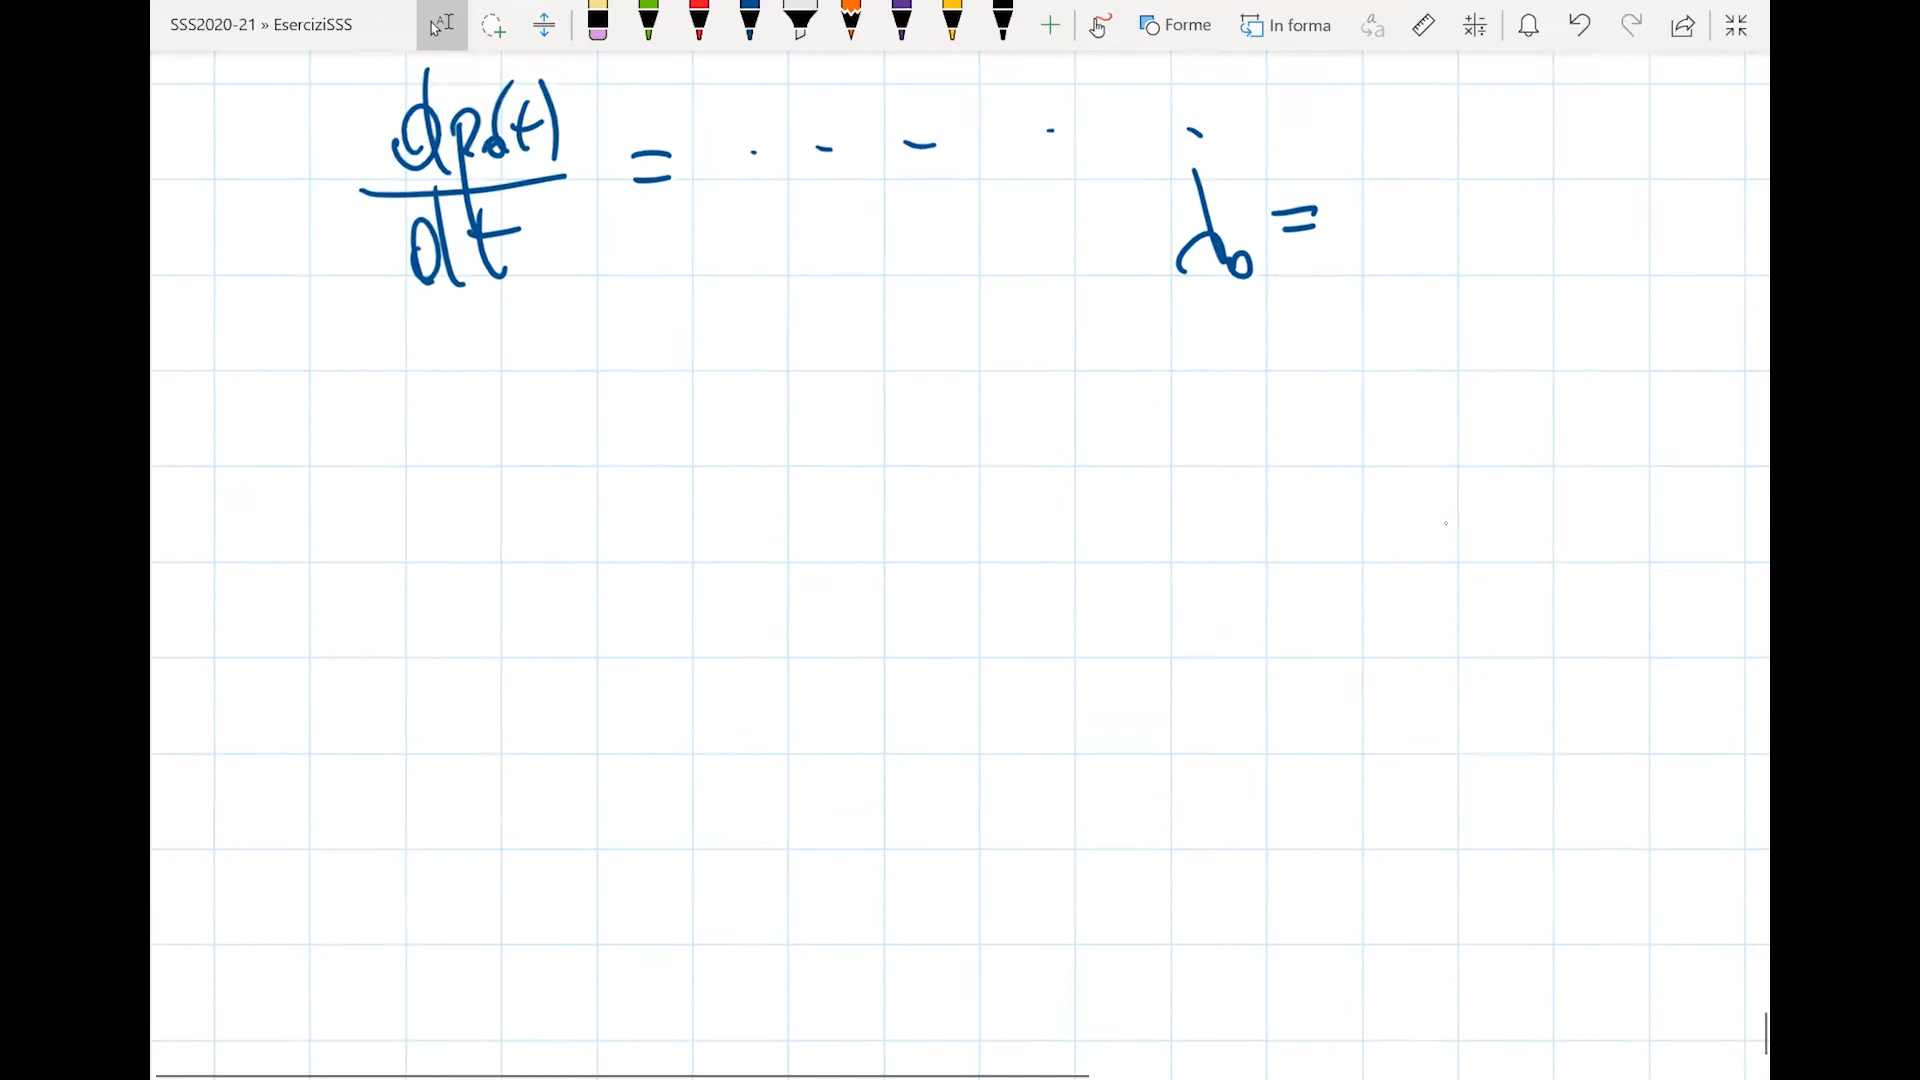 SSS2020-21 » EserciziSSS
Forme
In forma
dp₀(t)
dt
= . - - . .
λ₀ =